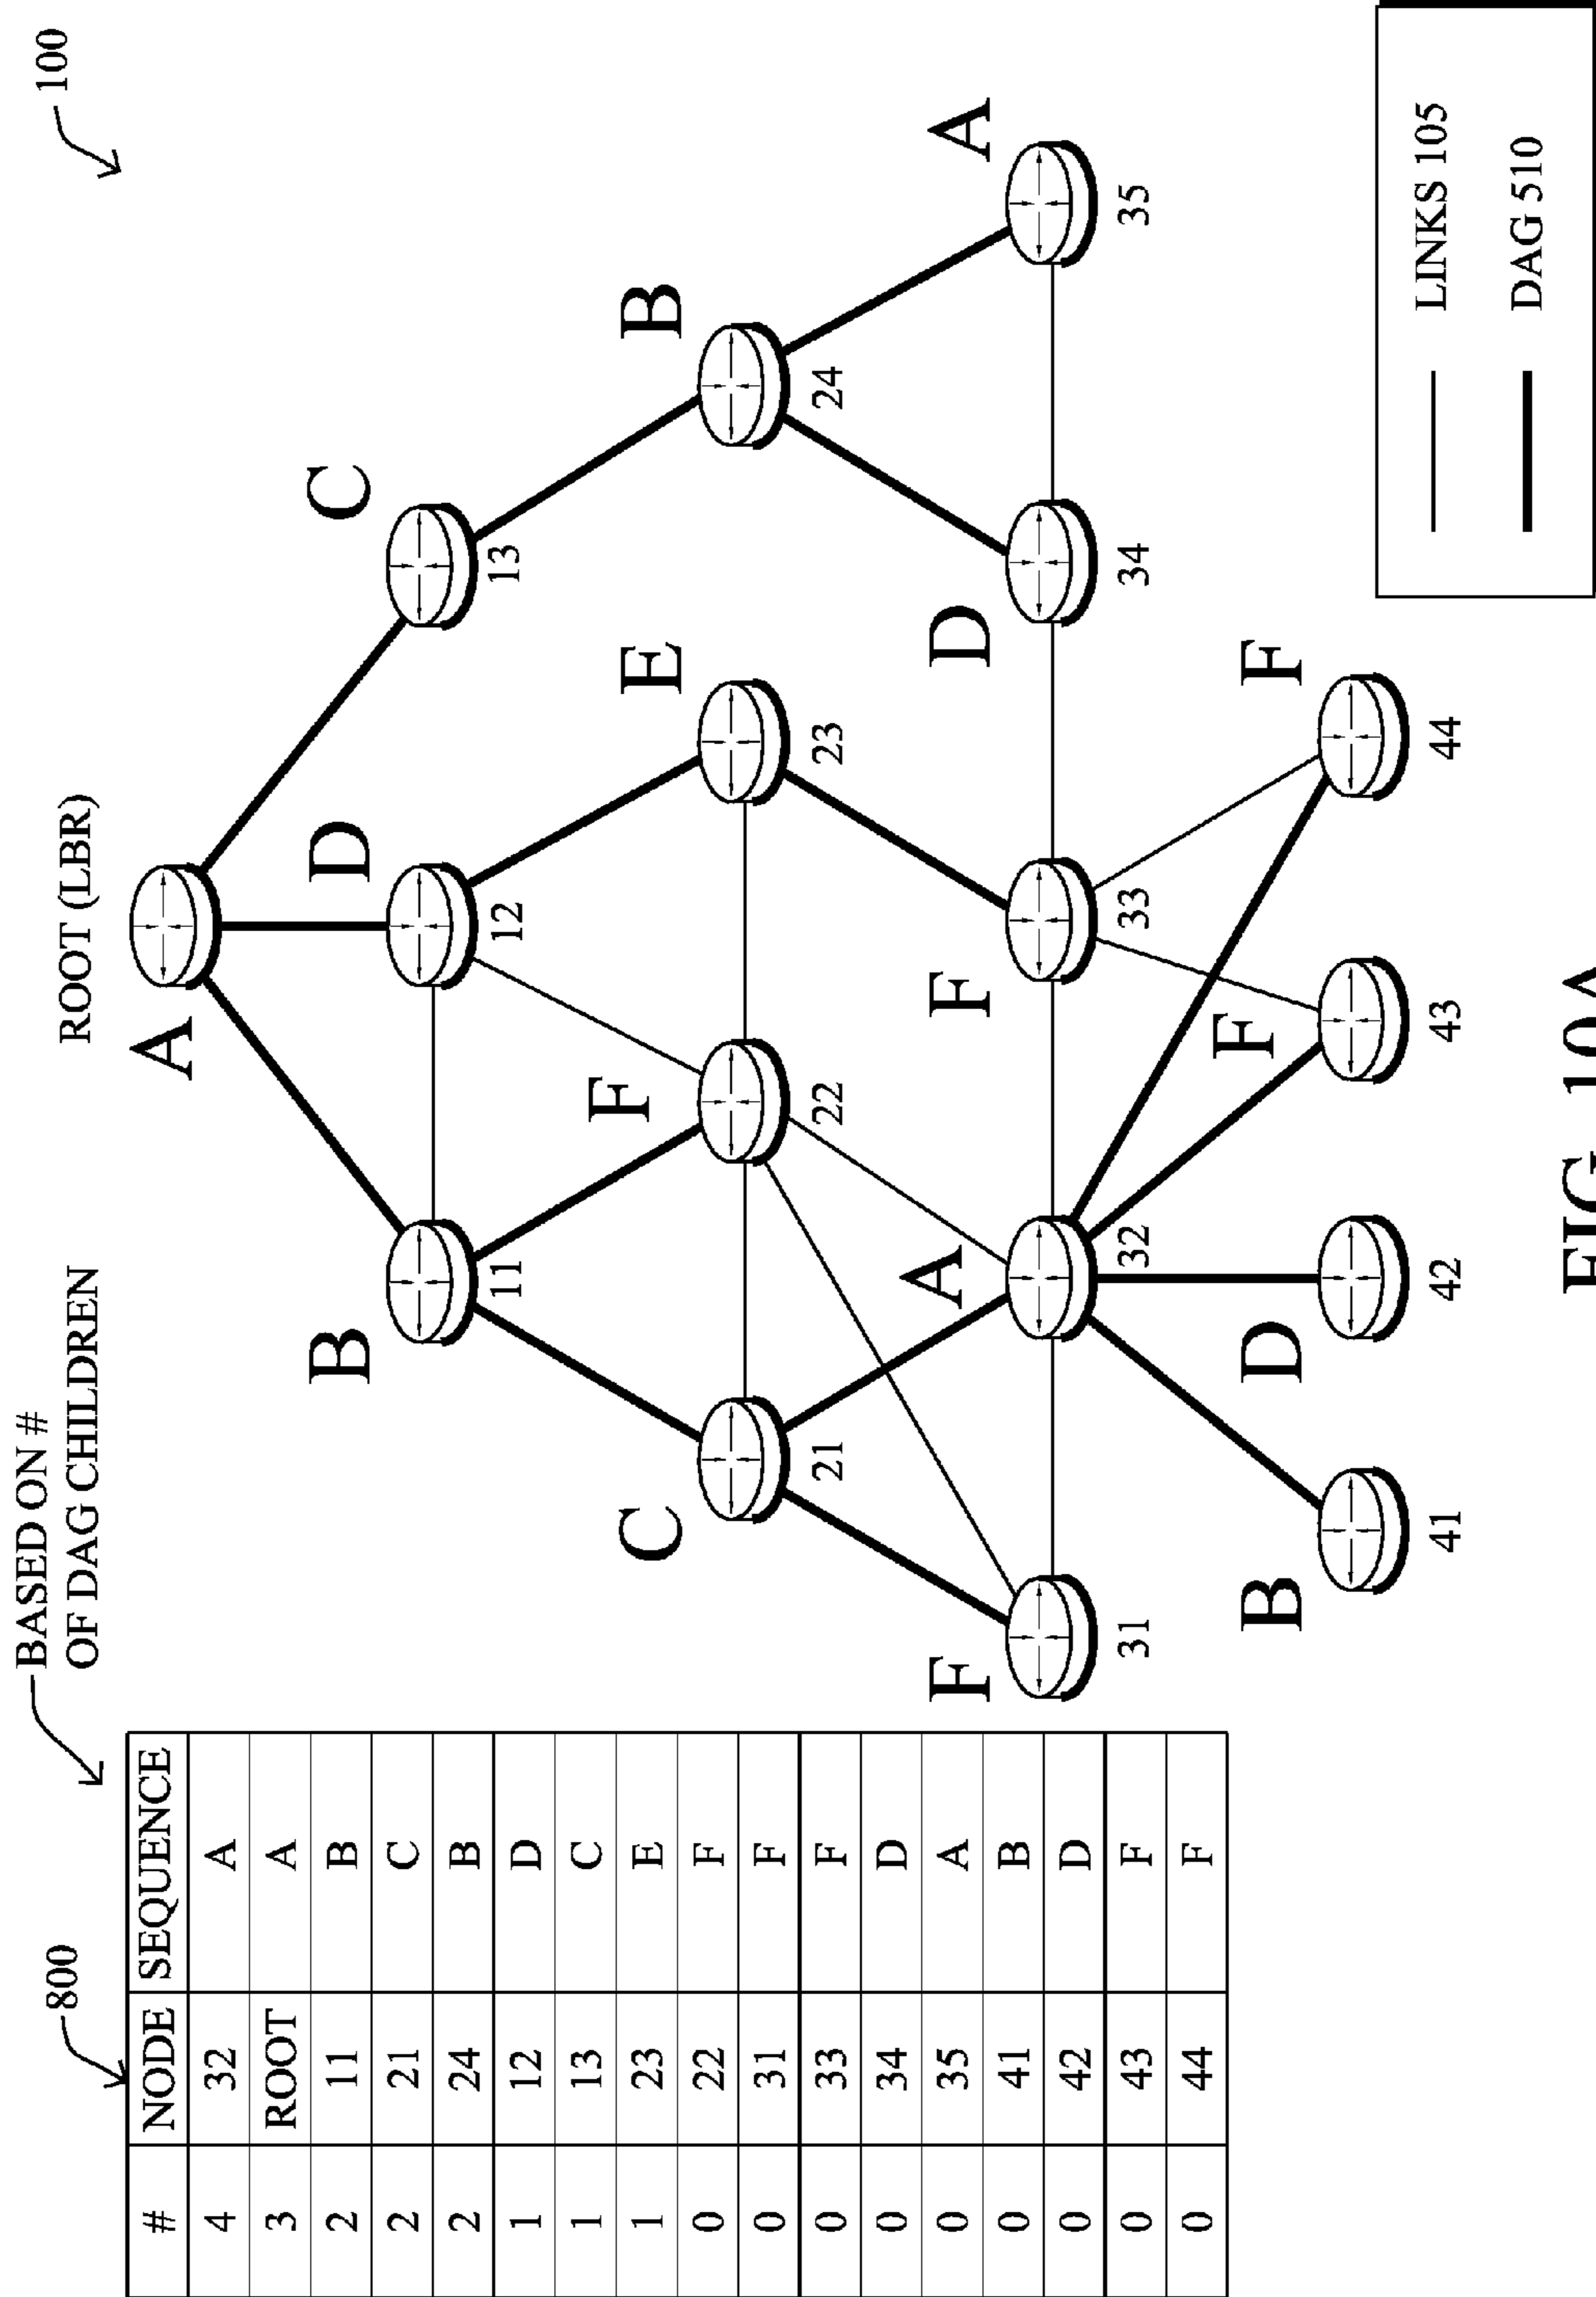 BASED ON #
OF DAG CHILDREN
800
# NODE SEQUENCE
4 32 A
3 ROOT A
2 11 B
2 21 C
2 24 B
1 12 D
1 13 C
1 23 E
0 22 F
0 31 F
0 33 F
0 34 D
0 35 A
0 41 B
0 42 D
0 43 F
0 44 F
100
ROOT (LBR)
A
B
11
D
12
C
13
C
21
F
22
E
23
B
24
F
31
A
32
F
33
D
34
A
35
B
41
D
42
F
43
F
44
LINKS 105
DAG 510
FIG. 10A